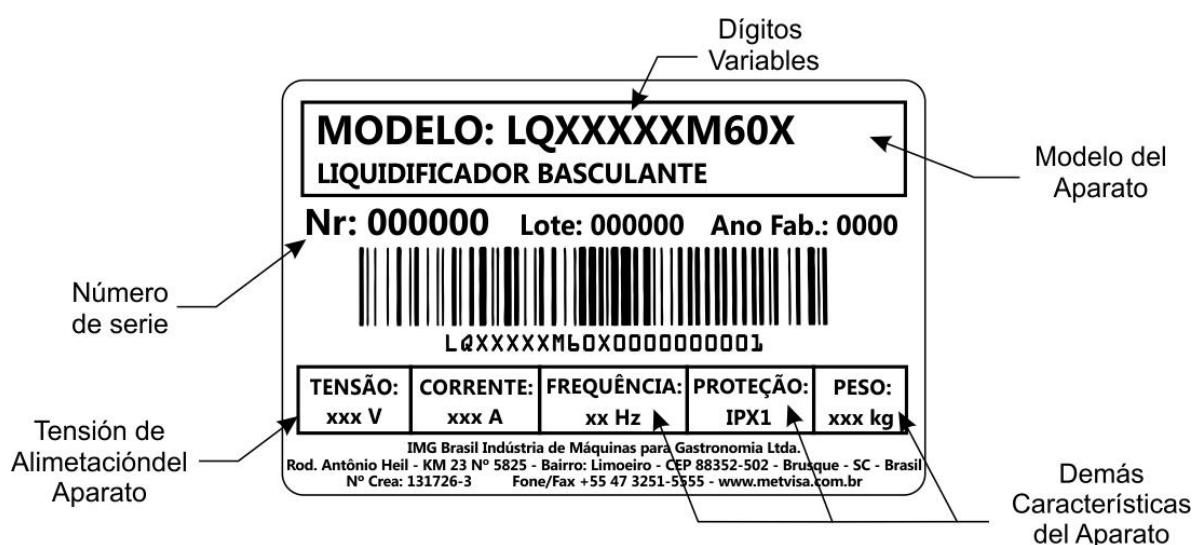 Dígitos
Variables
MODELO: LQXXXXXM60X
LIQUIDIFICADOR BASCULANTE
Modelo del
Aparato
Nr: 000000 Lote: 000000 Ano Fab.: 0000
Número
de serie
LQXXXXXM60X0000000001
TENSÃO: CORRENTE: FREQUÊNCIA: PROTEÇÃO: PESO:
xxx V xxx A xx Hz IPX1 xxx kg
Tensión de
Alimetacióndel
Aparato
IMG Brasil Indústria de Máquinas para Gastronomia Ltda.
Rod. Antônio Heil - KM 23 Nº 5825 - Bairro: Limoeiro - CEP 88352-502 - Brusque - SC - Brasil
Nº Crea: 131726-3 Fone/Fax +55 47 3251-5555 - www.metvisa.com.br
Demás
Características
del Aparato